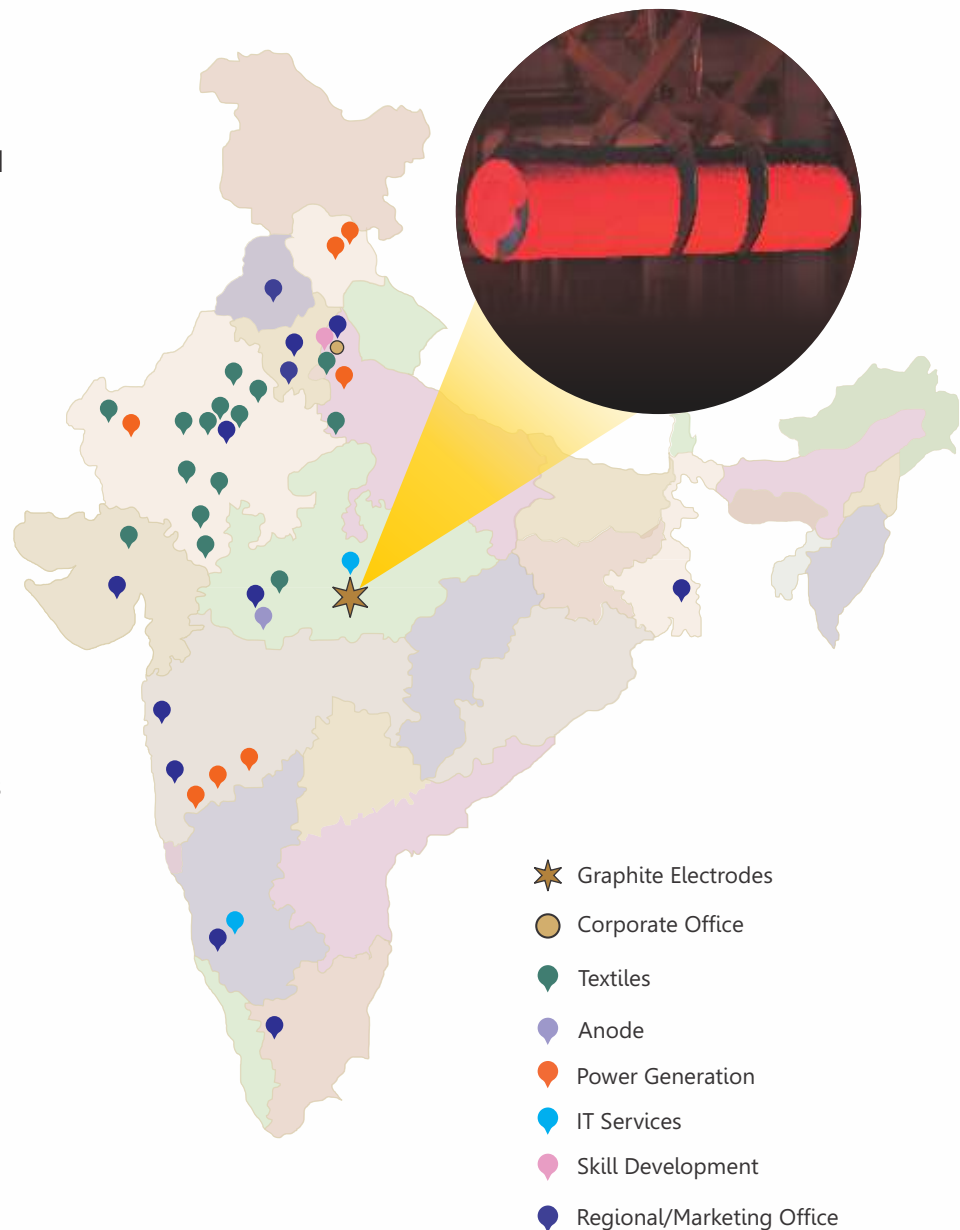 Graphite Electrodes
Corporate Office
Textiles
Anode
Power Generation
IT Services
Skill Development
Regional/Marketing Office